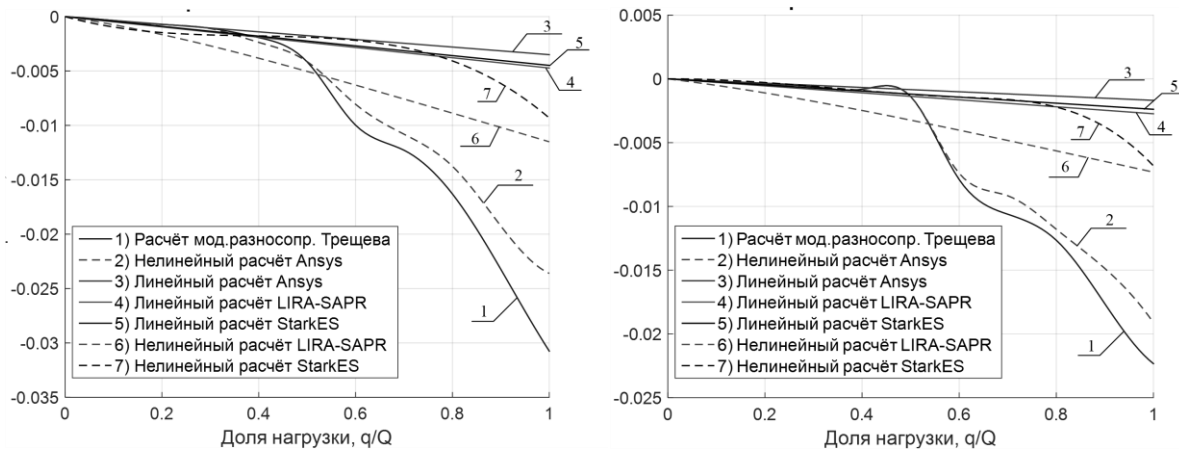 0
-0.005
-0.01
-0.015
-0.02
-0.025
-0.03
-0.035
0
0.2
0.4
0.6
0.8
1
3
5
4
7
6
2
1
1) Расчёт мод.разносопр. Трещева
2) Нелинейный расчёт Ansys
3) Линейный расчёт Ansys
4) Линейный расчёт LIRA-SAPR
5) Линейный расчёт StarkES
6) Нелинейный расчёт LIRA-SAPR
7) Нелинейный расчёт StarkES
Доля нагрузки, q/Q
0.005
0
-0.005
-0.01
-0.015
-0.02
-0.025
0
0.2
0.4
0.6
0.8
1
3
5
4
7
6
2
1
1) Расчёт мод.разносопр. Трещева
2) Нелинейный расчёт Ansys
3) Линейный расчёт Ansys
4) Линейный расчёт LIRA-SAPR
5) Линейный расчёт StarkES
6) Нелинейный расчёт LIRA-SAPR
7) Нелинейный расчёт StarkES
Доля нагрузки, q/Q